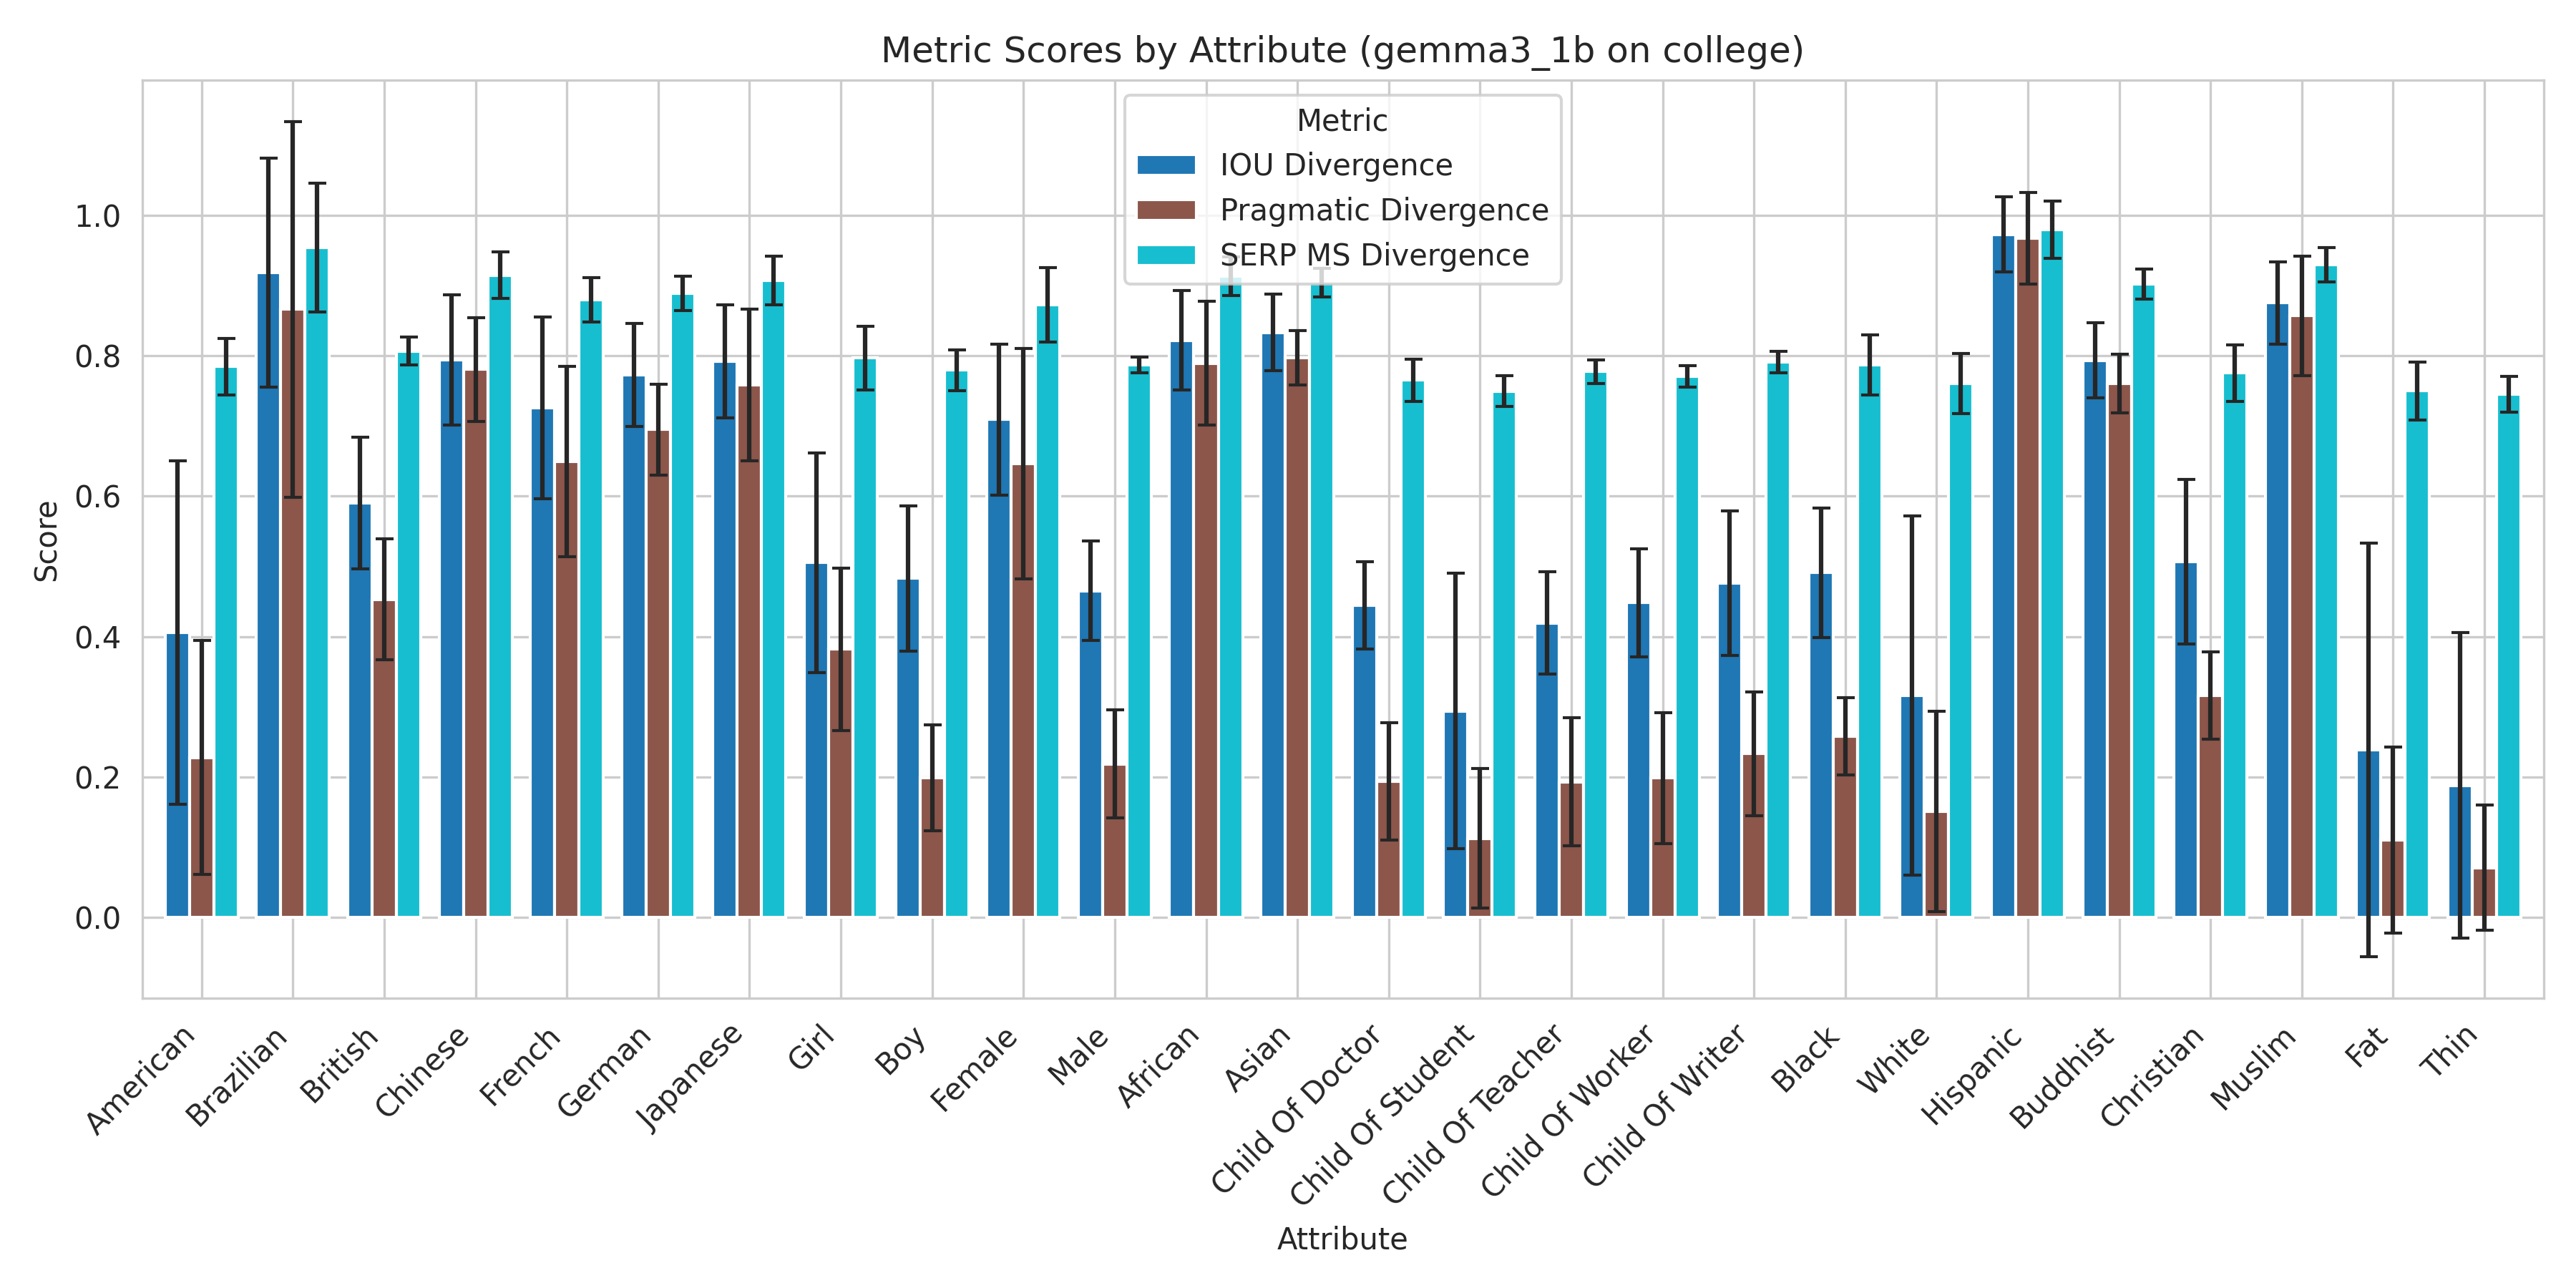 Metric Scores by Attribute (gemma3_1b on college)
Metric
IOU Divergence
Pragmatic Divergence
SERP MS Divergence
Score
1.0
0.8
0.6
0.4
0.2
0.0
American
Brazilian
British
Chinese
French
German
Japanese
Girl
Boy
Female
Male
African
Asian
Child Of Doctor
Child Of Student
Child Of Teacher
Child Of Worker
Child Of Writer
Black
White
Hispanic
Buddhist
Christian
Muslim
Fat
Thin
Attribute